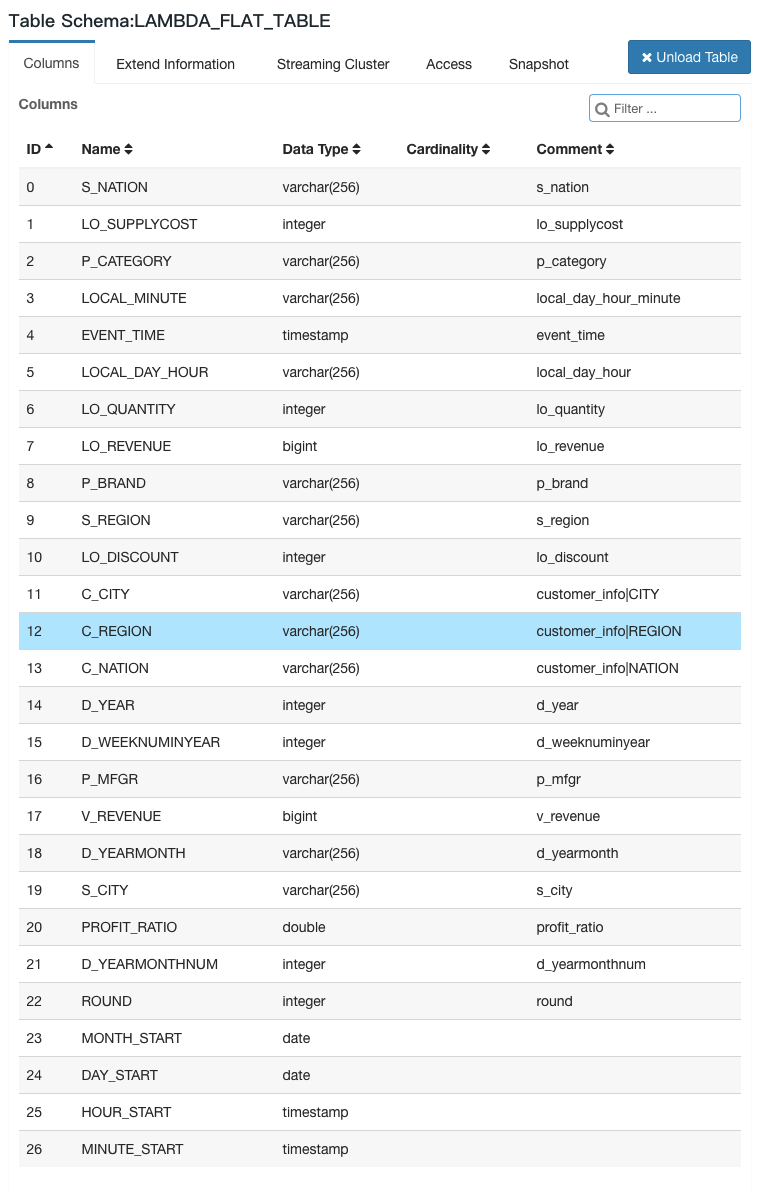 Table Schema:LAMBDA_FLAT_TABLE
Columns Extend Information Streaming Cluster Access Snapshot Unload Table
Columns Filter ...
ID Name Data Type Cardinality Comment
0 S_NATION varchar(256) s_nation
1 LO_SUPPLYCOST integer lo_supplycost
2 P_CATEGORY varchar(256) p_category
3 LOCAL_MINUTE varchar(256) local_day_hour_minute
4 EVENT_TIME timestamp event_time
5 LOCAL_DAY_HOUR varchar(256) local_day_hour
6 LO_QUANTITY integer lo_quantity
7 LO_REVENUE bigint lo_revenue
8 P_BRAND varchar(256) p_brand
9 S_REGION varchar(256) s_region
10 LO_DISCOUNT integer lo_discount
11 C_CITY varchar(256) customer_info|CITY
12 C_REGION varchar(256) customer_info|REGION
13 C_NATION varchar(256) customer_info|NATION
14 D_YEAR integer d_year
15 D_WEEKNUMINYEAR integer d_weeknuminyear
16 P_MFGR varchar(256) p_mfgr
17 V_REVENUE bigint v_revenue
18 D_YEARMONTH varchar(256) d_yearmonth
19 S_CITY varchar(256) s_city
20 PROFIT_RATIO double profit_ratio
21 D_YEARMONTHNUM integer d_yearmonthnum
22 ROUND integer round
23 MONTH_START date
24 DAY_START date
25 HOUR_START timestamp
26 MINUTE_START timestamp